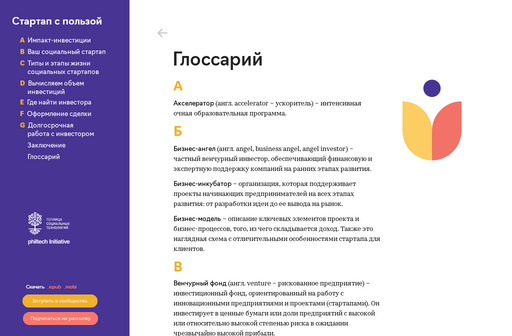 Стартап с пользой
A Импакт-инвестиции
B Ваш социальный стартап
C Типы и этапы жизни
социальных стартапов
D Вычисляем объем
инвестиций
E Где найти инвестора
F Оформление сделки
G Долгосрочная
работа с инвестором
Заключение
Глоссарий
ТЕПЛИЦА
СОЦИАЛЬНЫХ
ТЕХНОЛОГИЙ
philtech Initiative
Скачать .epub .mobi
Вступить в сообщество
Подписаться на рассылку
←
Глоссарий
А
Акселератор (англ. accelerator – ускоритель) – интенсивная
очная образовательная программа.
Б
Бизнес-ангел (англ. angel, business angel, angel investor) –
частный венчурный инвестор, обеспечивающий финансовую и
экспертную поддержку компаний на ранних этапах развития.
Бизнес-инкубатор – организация, которая поддерживает
проекты начинающих предпринимателей на всех этапах
развития: от разработки идеи до ее вывода на рынок.
Бизнес-модель – описание ключевых элементов проекта и
бизнес-процессов, того, из чего складывается доход. Также это
наглядная схема с отличительными особенностями стартапа для
клиентов.
В
Венчурный фонд (англ. venture – рискованное предприятие) –
инвестиционный фонд, ориентированный на работу с
инновационными предприятиями и проектами (стартапами). Он
инвестирует в ценные бумаги или доли предприятий с высокой
или относительно высокой степенью риска в ожидании
чрезвычайно высокой прибыли.